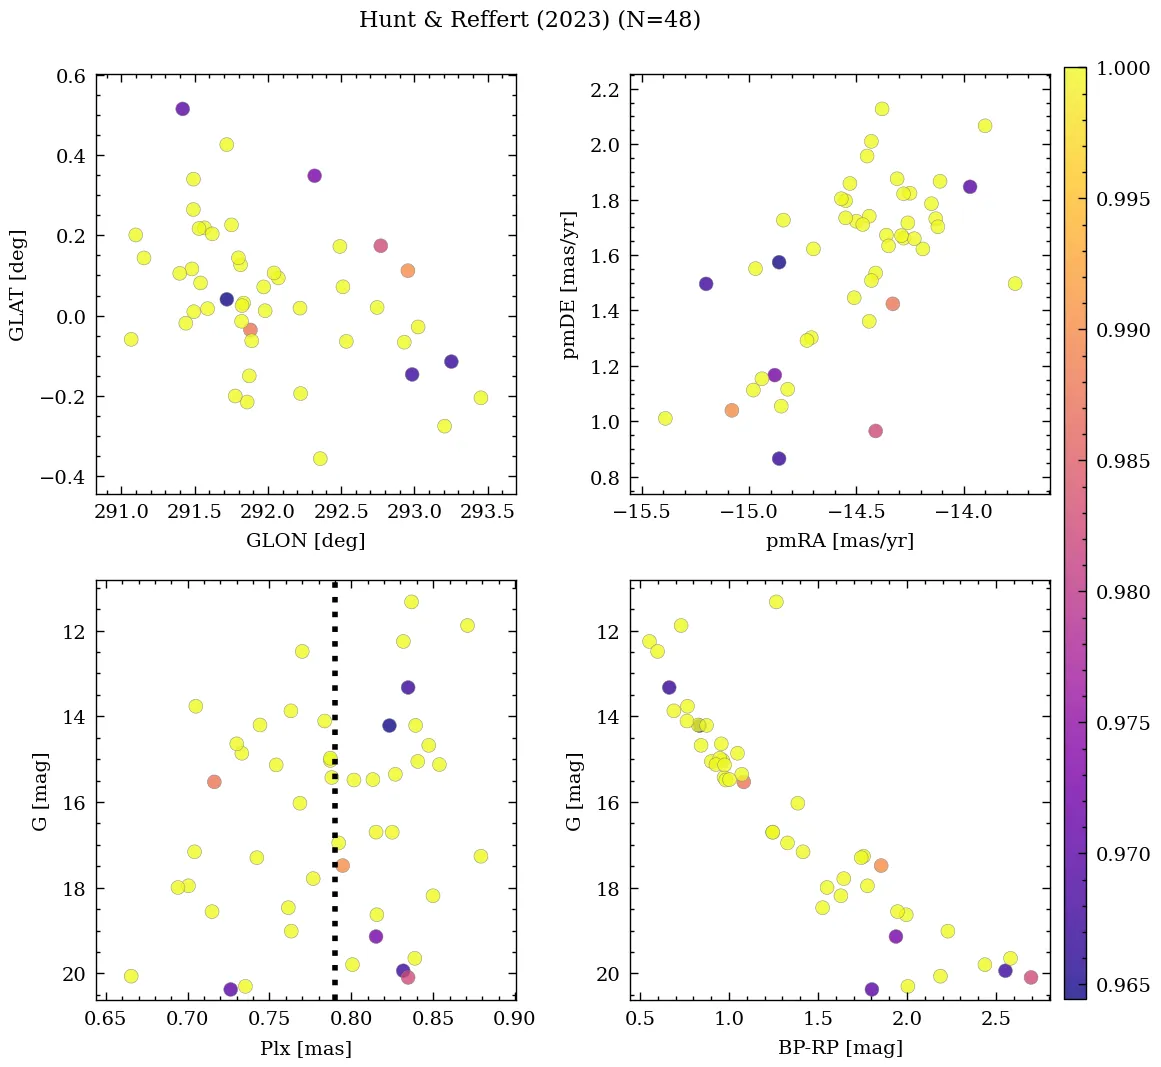 Hunt & Reffert (2023) (N=48)
0.6
0.4
0.2
0.0
−0.2
−0.4
GLAT [deg]
291.0 291.5 292.0 292.5 293.0 293.5
GLON [deg]
2.2
2.0
1.8
1.6
1.4
1.2
1.0
0.8
pmDE [mas/yr]
−15.5 −15.0 −14.5 −14.0
pmRA [mas/yr]
1.000
0.995
0.990
0.985
0.980
0.975
0.970
0.965
12
14
16
18
20
G [mag]
0.65 0.70 0.75 0.80 0.85 0.90
Plx [mas]
12
14
16
18
20
G [mag]
0.5 1.0 1.5 2.0 2.5
BP-RP [mag]